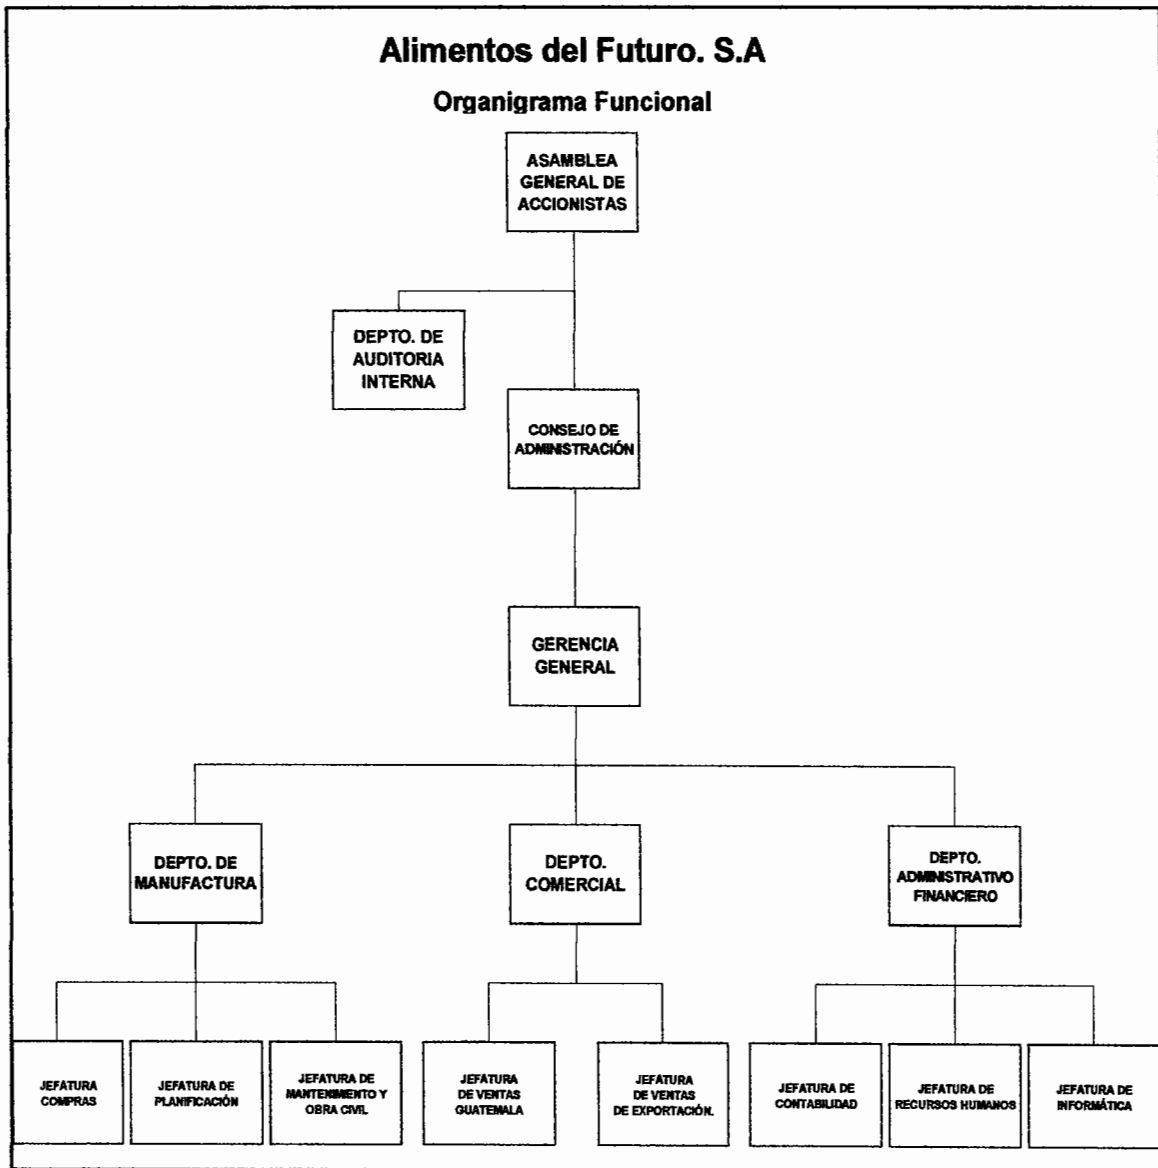 Alimentos del Futuro. S.A
Organigrama Funcional
ASAMBLEA
GENERAL DE
ACCIONISTAS
DEPTO. DE
AUDITORIA
INTERNA
CONSEJO DE
ADMINISTRACIÓN
GERENCIA
GENERAL
DEPTO. DE
MANUFACTURA
DEPTO.
COMERCIAL
DEPTO.
ADMINISTRATIVO
FINANCIERO
JEFATURA
COMPRAS
JEFATURA DE
PLANIFICACIÓN
JEFATURA DE
MANTENIMIENTO Y
OBRA CIVIL
JEFATURA
DE VENTAS
GUATEMALA
JEFATURA
DE VENTAS
DE EXPORTACIÓN.
JEFATURA DE
CONTABILIDAD
JEFATURA DE
RECURSOS HUMANOS
JEFATURA DE
INFORMÁTICA